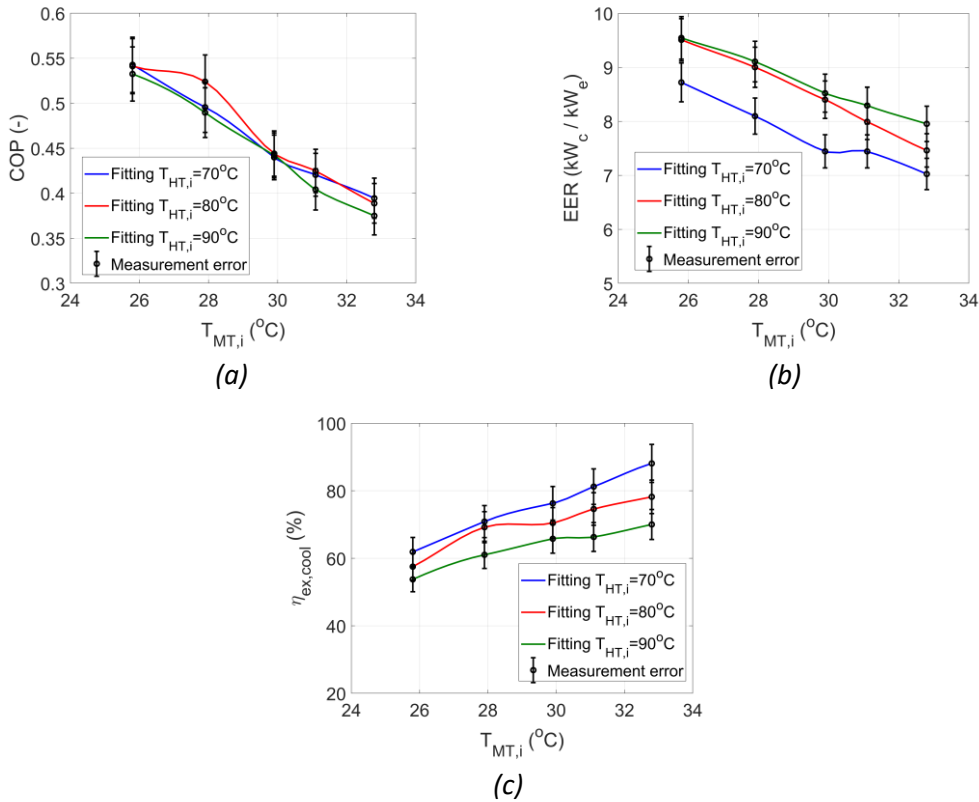 0.6
0.55
0.5
0.45
0.4
0.35
0.3
COP (-)
Fitting T_HT,i=70°C
Fitting T_HT,i=80°C
Fitting T_HT,i=90°C
Measurement error
24 26 28 30 32 34
T_MT,i (°C)
(a)
10
9
8
7
6
5
EER (kW_c / kW_e)
Fitting T_HT,i=70°C
Fitting T_HT,i=80°C
Fitting T_HT,i=90°C
Measurement error
24 26 28 30 32 34
T_MT,i (°C)
(b)
100
80
60
40
20
η_ex,cool (%)
Fitting T_HT,i=70°C
Fitting T_HT,i=80°C
Fitting T_HT,i=90°C
Measurement error
24 26 28 30 32 34
T_MT,i (°C)
(c)